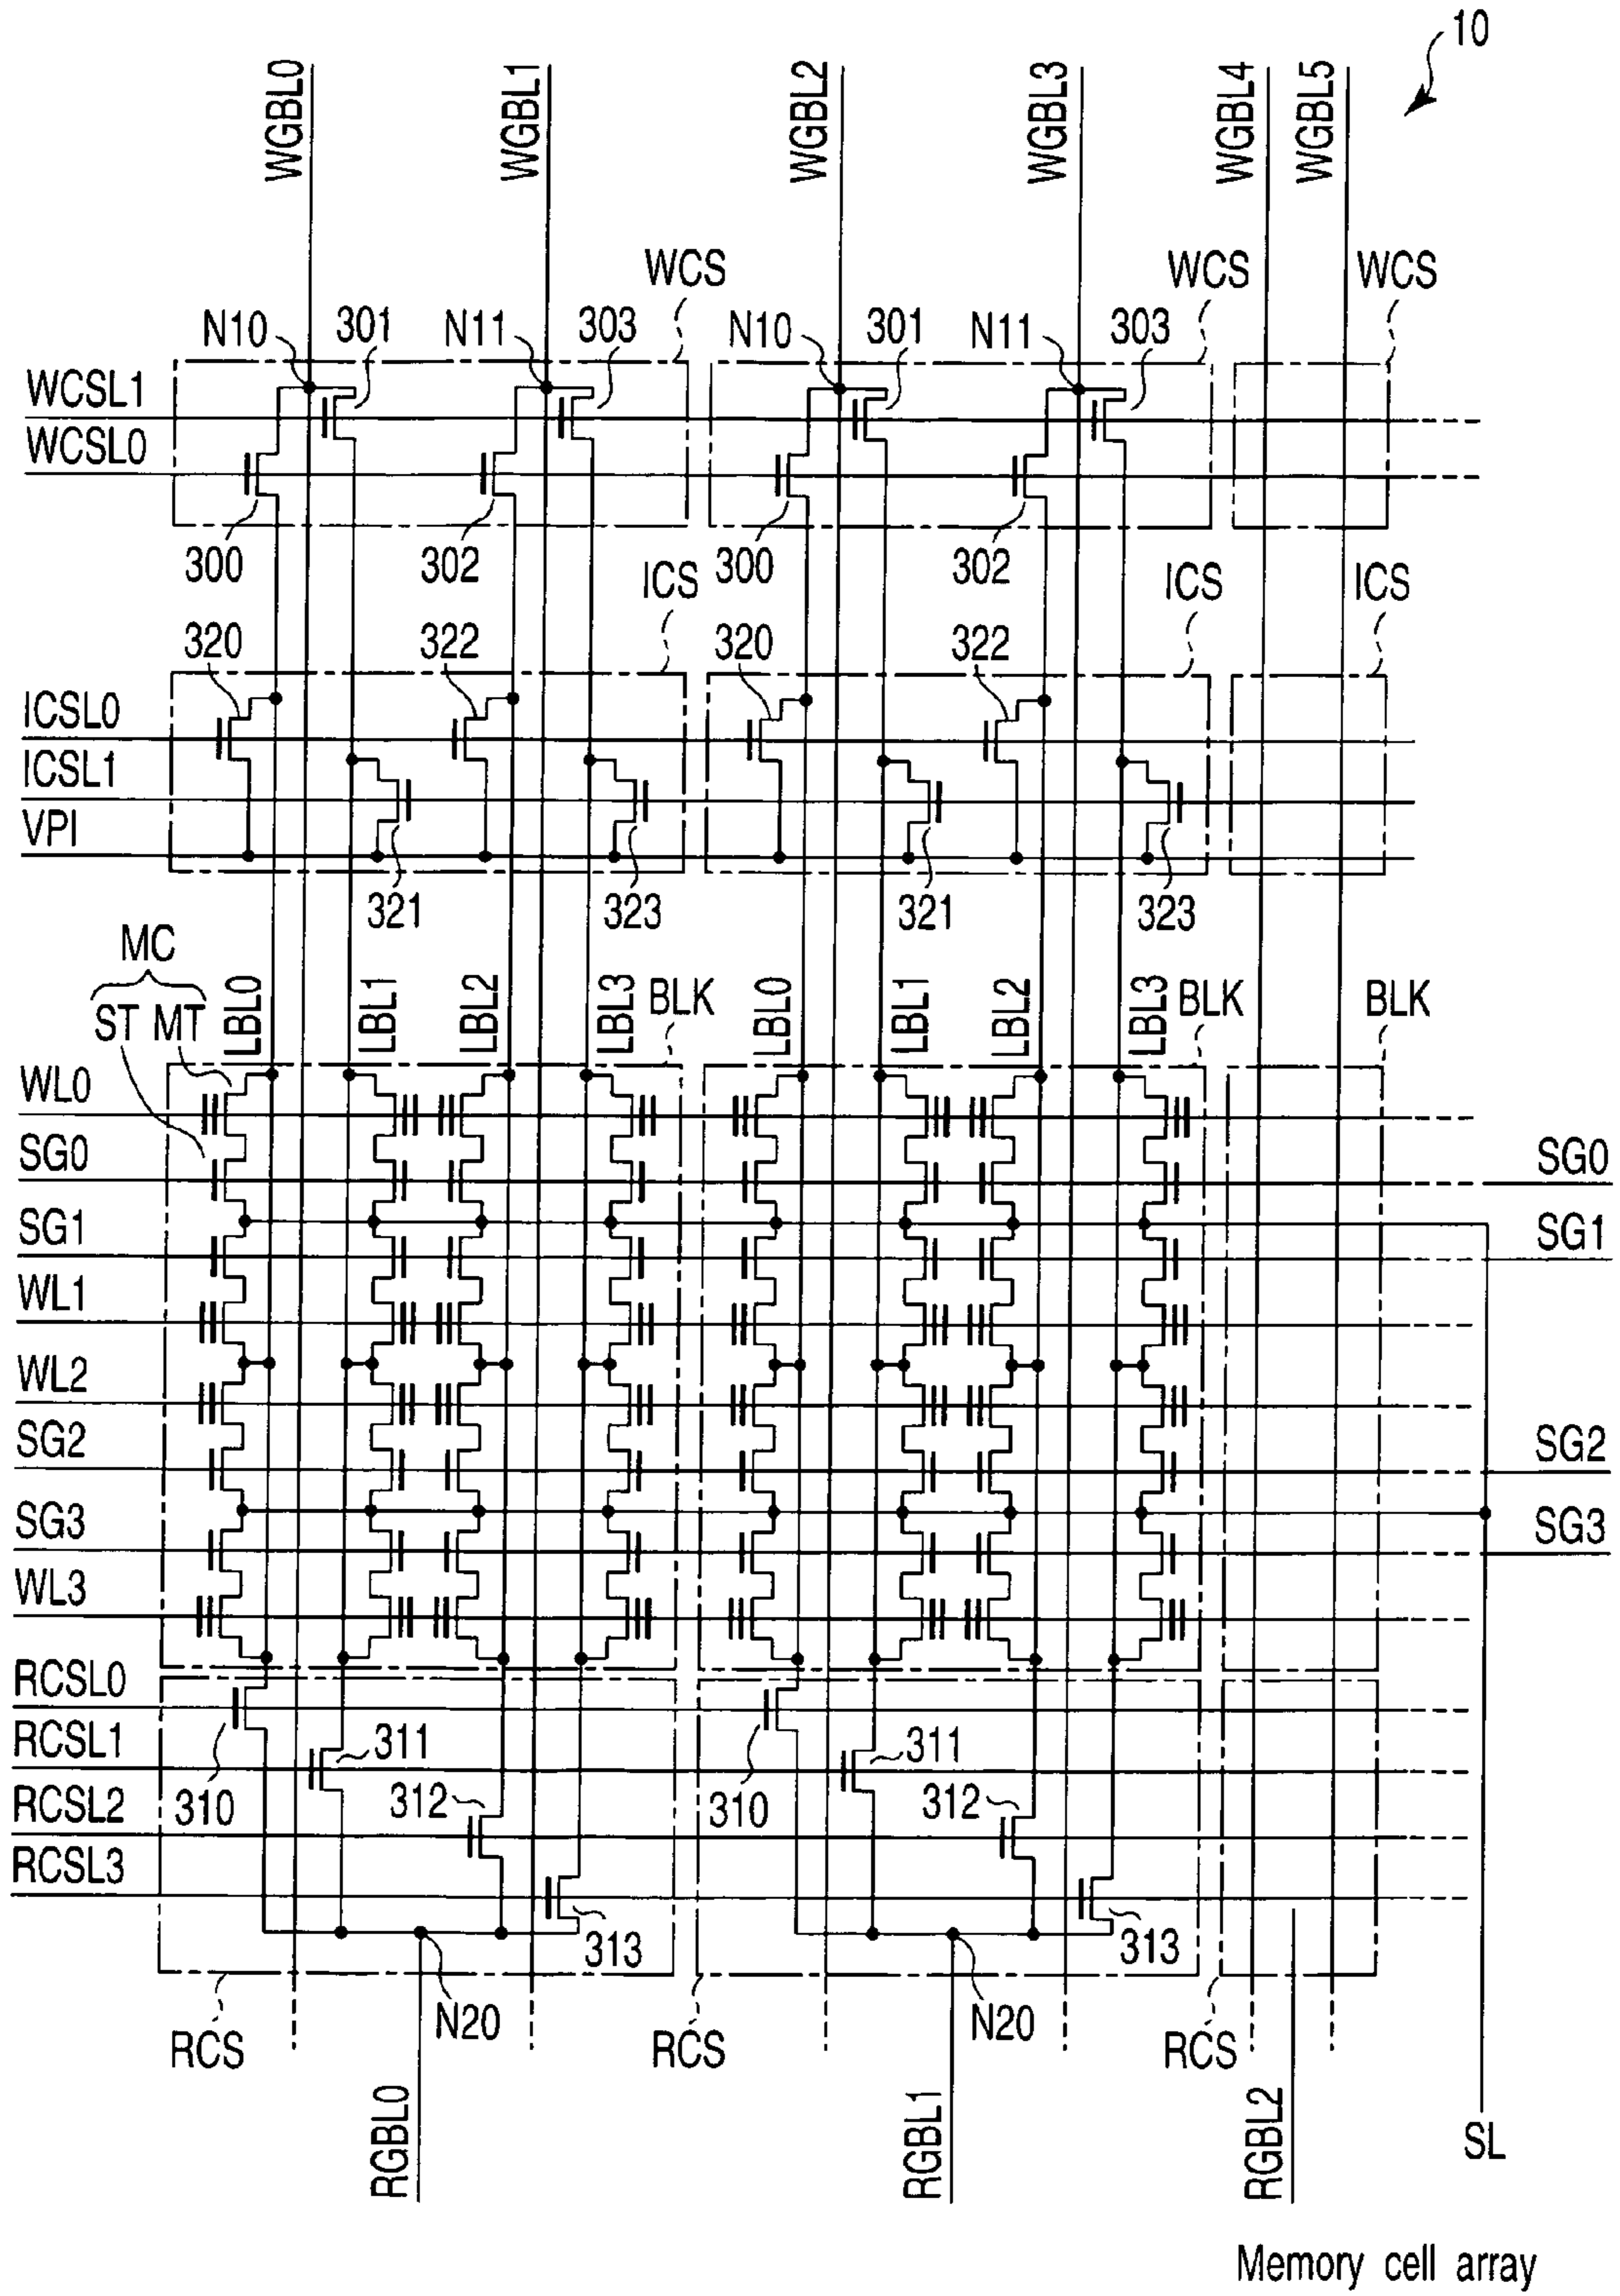 10
WGBL0 WGBL1 WGBL2 WGBL3 WGBL4 WGBL5
WCS WCS WCS
N10 301 N11 303 N10 301 N11 303
WCSL1
WCSL0
300 302 300 302
ICS ICS ICS
320 322 320 322
ICSL0
ICSL1
VPI
321 323 321 323
MC
ST MT LBL0 LBL1 LBL2 LBL3 BLK LBL0 LBL1 LBL2 LBL3 BLK BLK
WL0
SG0 SG0
SG1 SG1
WL1
WL2
SG2 SG2
SG3 SG3
WL3
RCSL0
RCSL1 311 311
310 312 310 312
RCSL2
RCSL3
313 313
RCS N20 RCS N20 RCS
RGBL0 RGBL1 RGBL2 SL
Memory cell array